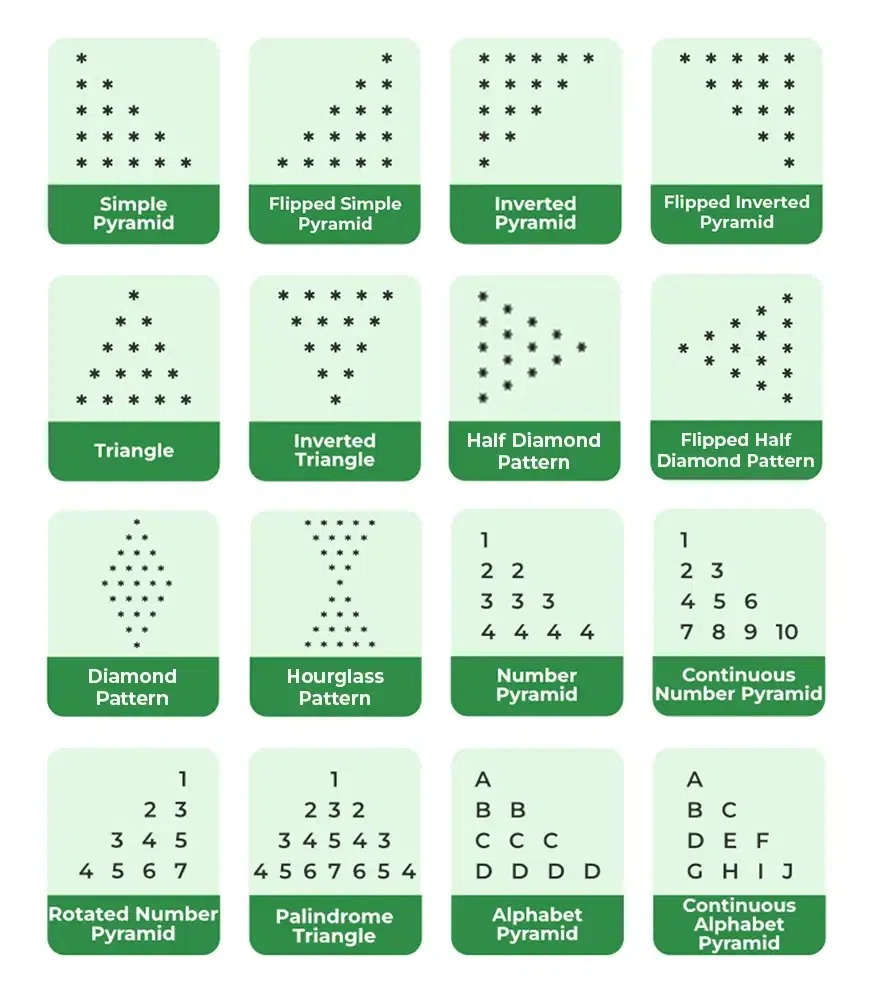 *
* *
* * *
* * * *
* * * * *
Simple
Pyramid
*
* *
* * *
* * * *
* * * * *
Flipped Simple
Pyramid
* * * * *
* * * *
* * *
* *
*
Inverted
Pyramid
* * * * *
* * * *
* * *
* *
*
Flipped Inverted
Pyramid
*
* *
* * *
* * * *
* * * * *
Triangle
* * * * *
* * * *
* * *
* *
*
Inverted
Triangle
*
*
* *
* *
* * *
* *
* *
*
*
Half Diamond
Pattern
*
*
* *
* *
* * *
* *
* *
*
*
Flipped Half
Diamond Pattern
*
* *
* * *
* * * *
* * * * *
* * * *
* * *
* *
*
Diamond
Pattern
* * * * *
* * * *
* * *
* *
*
* *
* * *
* * * *
* * * * *
Hourglass
Pattern
1
2 2
3 3 3
4 4 4 4
Number
Pyramid
1
2 3
4 5 6
7 8 9 10
Continuous
Number Pyramid
1
2 3
3 4 5
4 5 6 7
Rotated Number
Pyramid
1
2 3 2
3 4 5 4 3
4 5 6 7 6 5 4
Palindrome
Triangle
A
B B
C C C
D D D D
Alphabet
Pyramid
A
B C
D E F
G H I J
Continuous
Alphabet
Pyramid